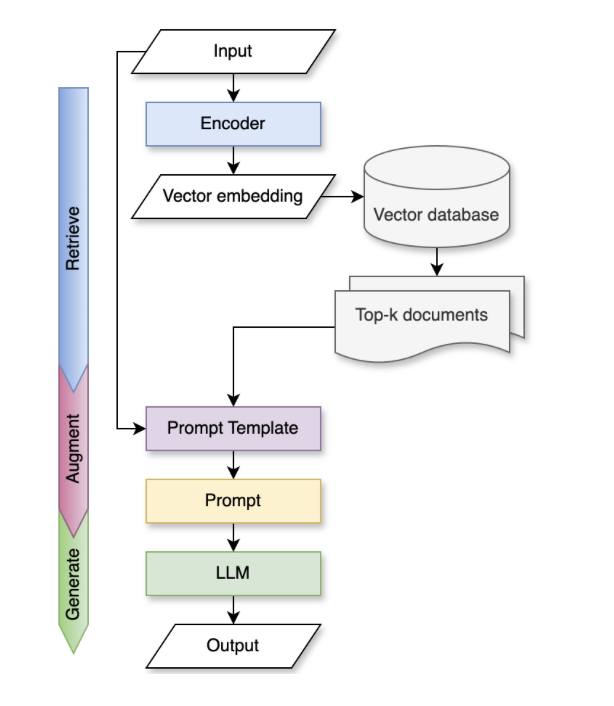 Input
Encoder
Vector embedding
Vector database
Retrieve
Top-k documents
Augment
Prompt Template
Prompt
Generate
LLM
Output